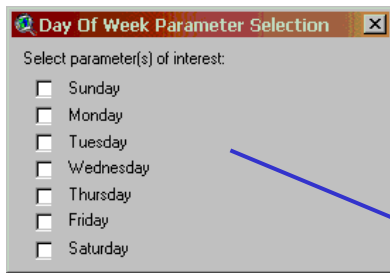 Day Of Week Parameter Selection
Select parameter(s) of interest:
Sunday
Monday
Tuesday
Wednesday
Thursday
Friday
Saturday